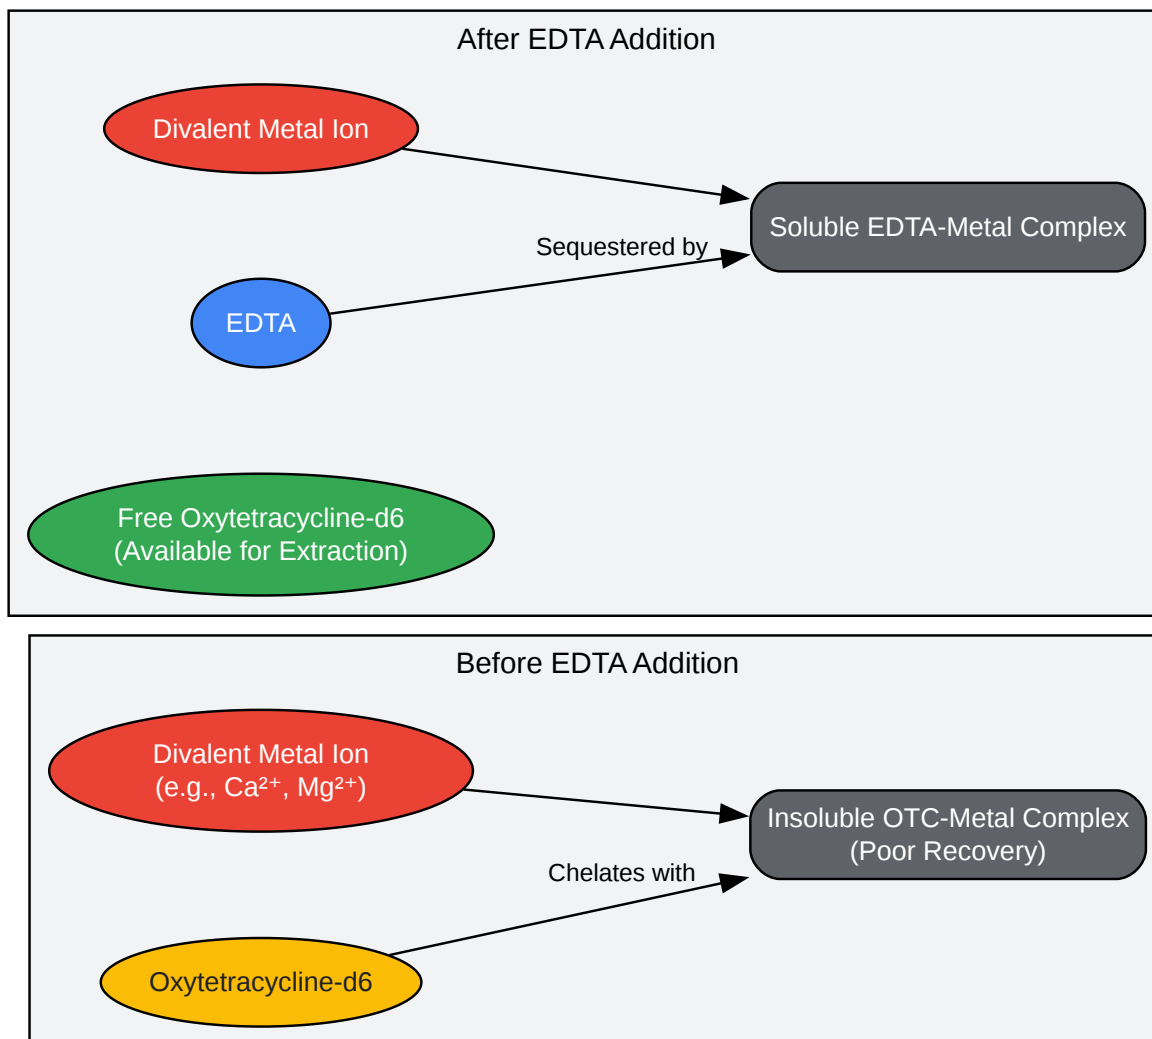 After EDTA Addition
Divalent Metal Ion
Soluble EDTA-Metal Complex
Sequestered by
EDTA
Free Oxytetracycline-d6
(Available for Extraction)
Before EDTA Addition
Divalent Metal Ion
(e.g., Ca²⁺, Mg²⁺)
Insoluble OTC-Metal Complex
(Poor Recovery)
Chelates with
Oxytetracycline-d6